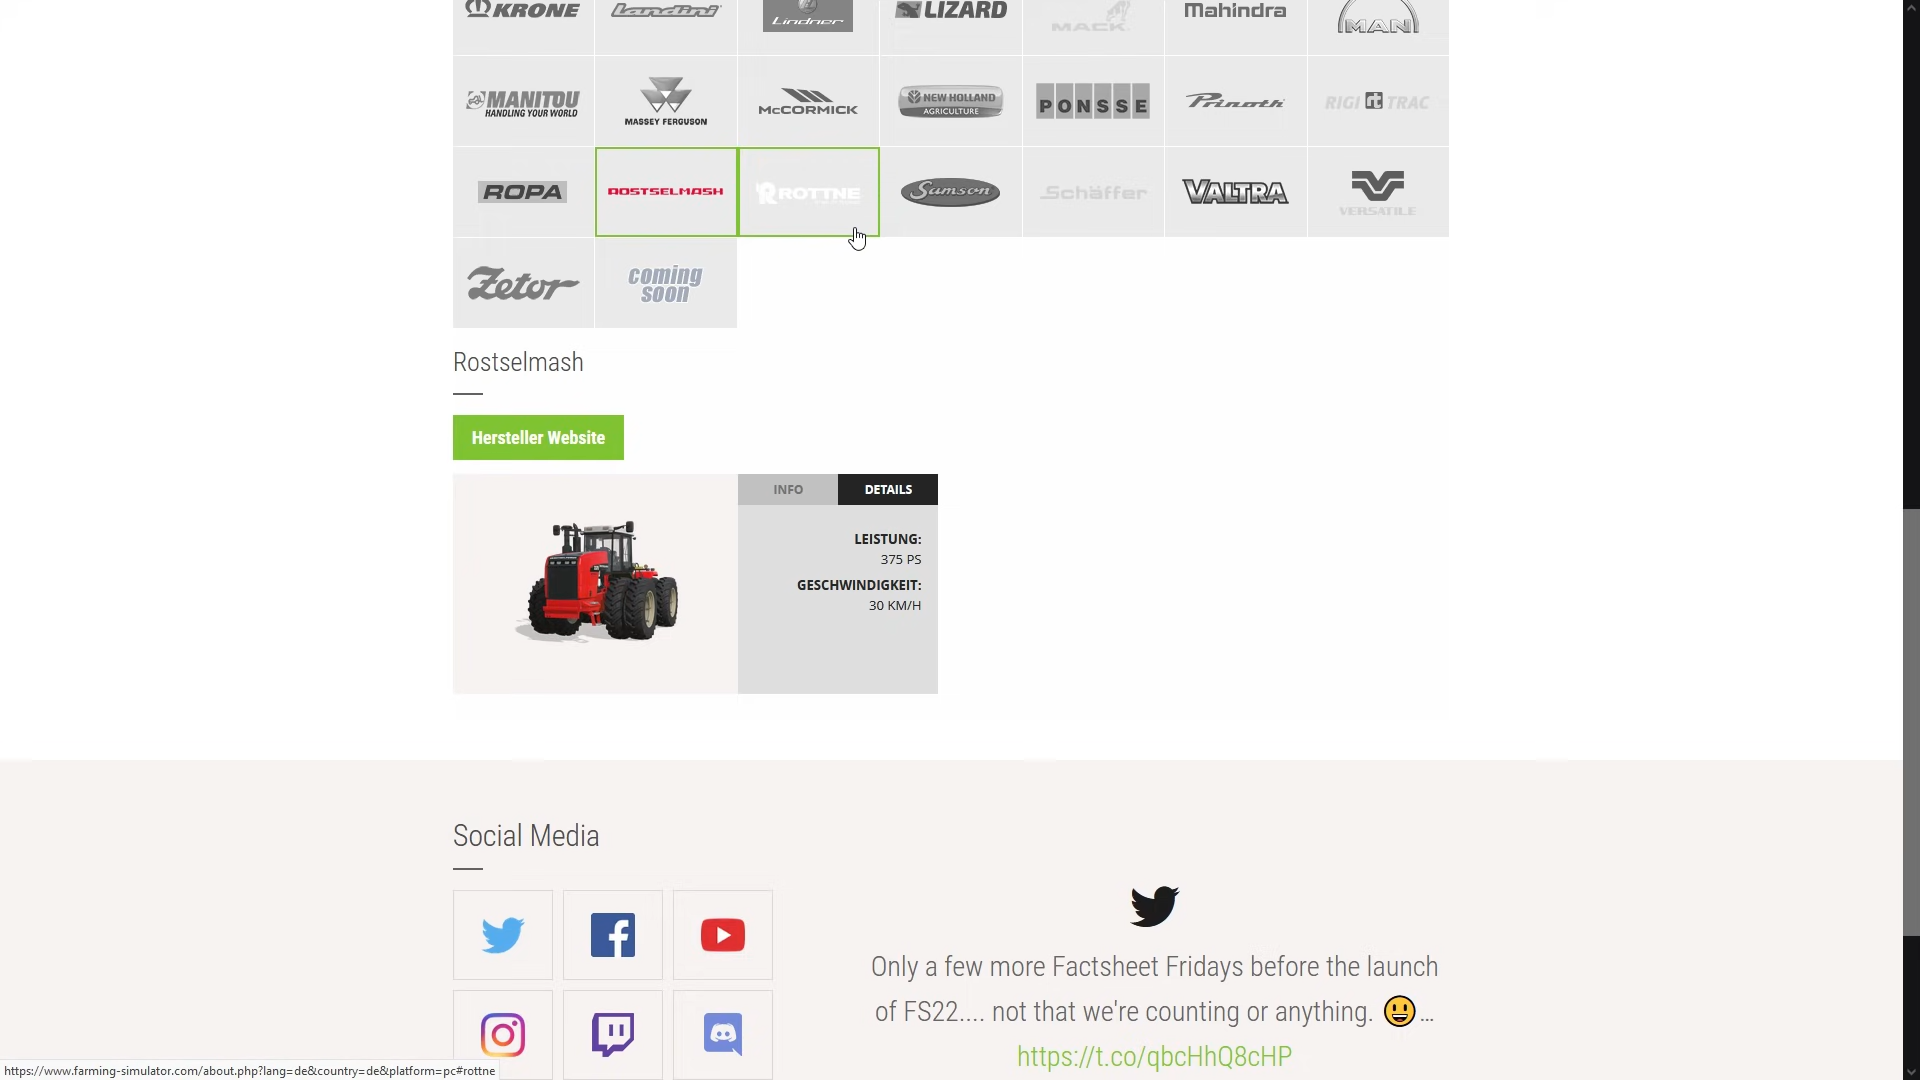 KRONE
Landini
Lindner
LIZARD
MACK
Mahindra
MAN
MANITOU
HANDLING YOUR WORLD
MASSEY FERGUSON
McCORMICK
NEW HOLLAND
AGRICULTURE
PONSSE
Prinoth
RIGI TRAC
ROPA
ROSTSELMASH
ROTTNE
Samson
Schäffer
VALTRA
VERSATILE
Zetor
coming
soon
Rostselmash
Hersteller Website
INFO
DETAILS
LEISTUNG:
375 PS
GESCHWINDIGKEIT:
30 KM/H
Social Media
Only a few more Factsheet Fridays before the launch
of FS22.... not that we're counting or anything. 😃...
https://t.co/qbcHhQ8cHP
https://www.farming-simulator.com/about.php?lang=de&country=de&platform=pc#rottne